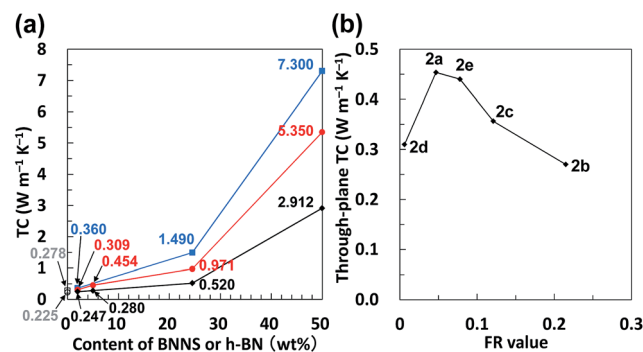 (a)
TC (W m⁻¹ K⁻¹)
8
7
6
5
4
3
2
1
0
7.300
5.350
2.912
1.490
0.971
0.520
0.360
0.309
0.454
0.278
0.225
0.247
0.280
0 10 20 30 40 50
Content of BNNS or h-BN (wt%)
(b)
Through-plane TC (W m⁻¹ K⁻¹)
0.5
0.4
0.3
0.2
0.1
0
2a
2e
2c
2d
2b
0 0.1 0.2 0.3
FR value